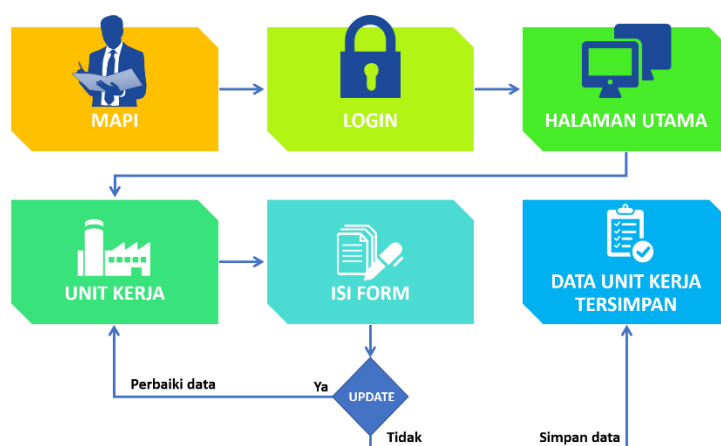 MAPI
LOGIN
HALAMAN UTAMA
UNIT KERJA
ISI FORM
DATA UNIT KERJA
TERSIMPAN
Perbaiki data
Ya
UPDATE
Tidak
Simpan data